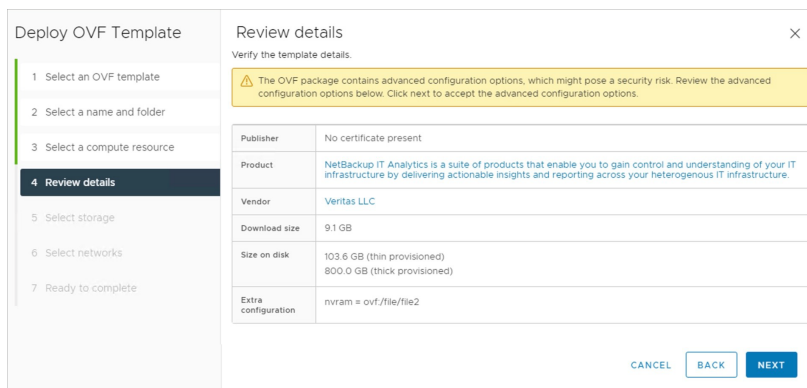 Deploy OVF Template
1 Select an OVF template
2 Select a name and folder
3 Select a compute resource
4 Review details
5 Select storage
6 Select networks
7 Ready to complete
Review details
Verify the template details.
The OVF package contains advanced configuration options, which might pose a security risk. Review the advanced
configuration options below. Click next to accept the advanced configuration options.
Publisher No certificate present
Product NetBackup IT Analytics is a suite of products that enable you to gain control and understanding of your IT
infrastructure by delivering actionable insights and reporting across your heterogenous IT infrastructure.
Vendor Veritas LLC
Download size 9.1 GB
Size on disk 103.6 GB (thin provisioned)
800.0 GB (thick provisioned)
Extra
configuration nvram = ovf:/file/file2
CANCEL BACK NEXT